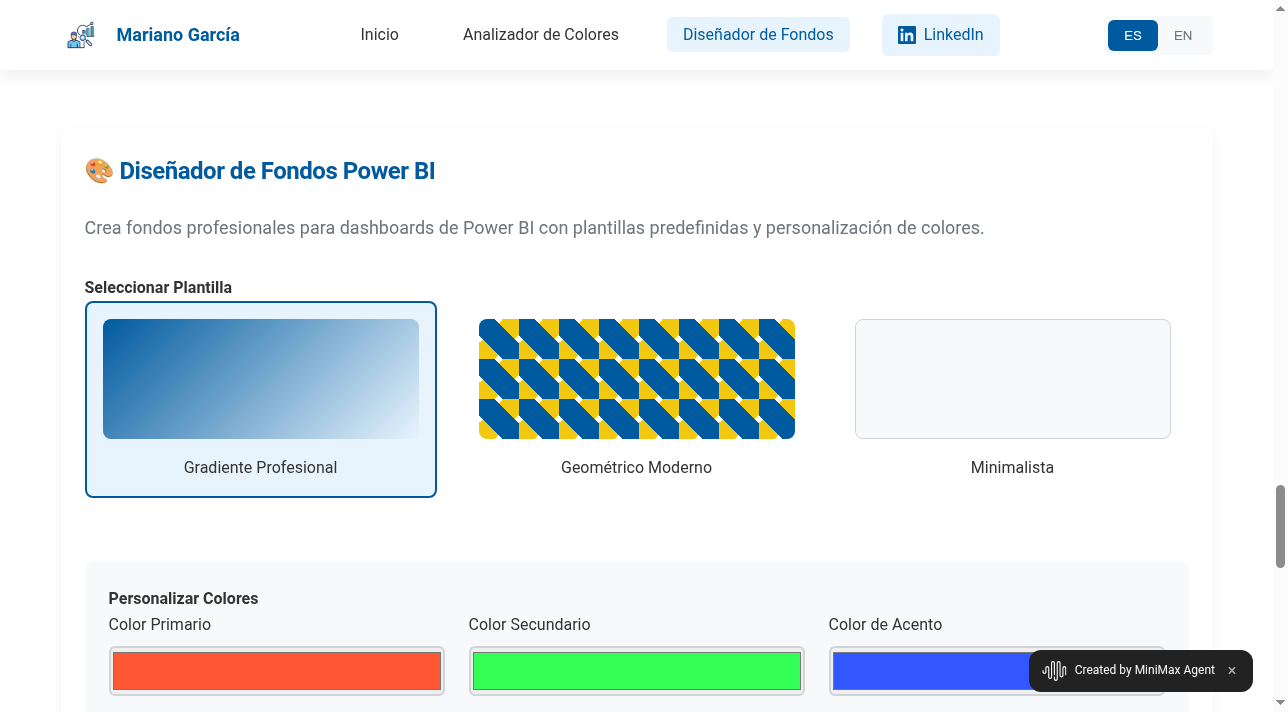 Mariano García
Inicio
Analizador de Colores
Diseñador de Fondos
LinkedIn
ES
EN
🎨 Diseñador de Fondos Power BI
Crea fondos profesionales para dashboards de Power BI con plantillas predefinidas y personalización de colores.
Seleccionar Plantilla
Gradiente Profesional
Geométrico Moderno
Minimalista
Personalizar Colores
Color Primario
Color Secundario
Color de Acento
Created by MiniMax Agent ×